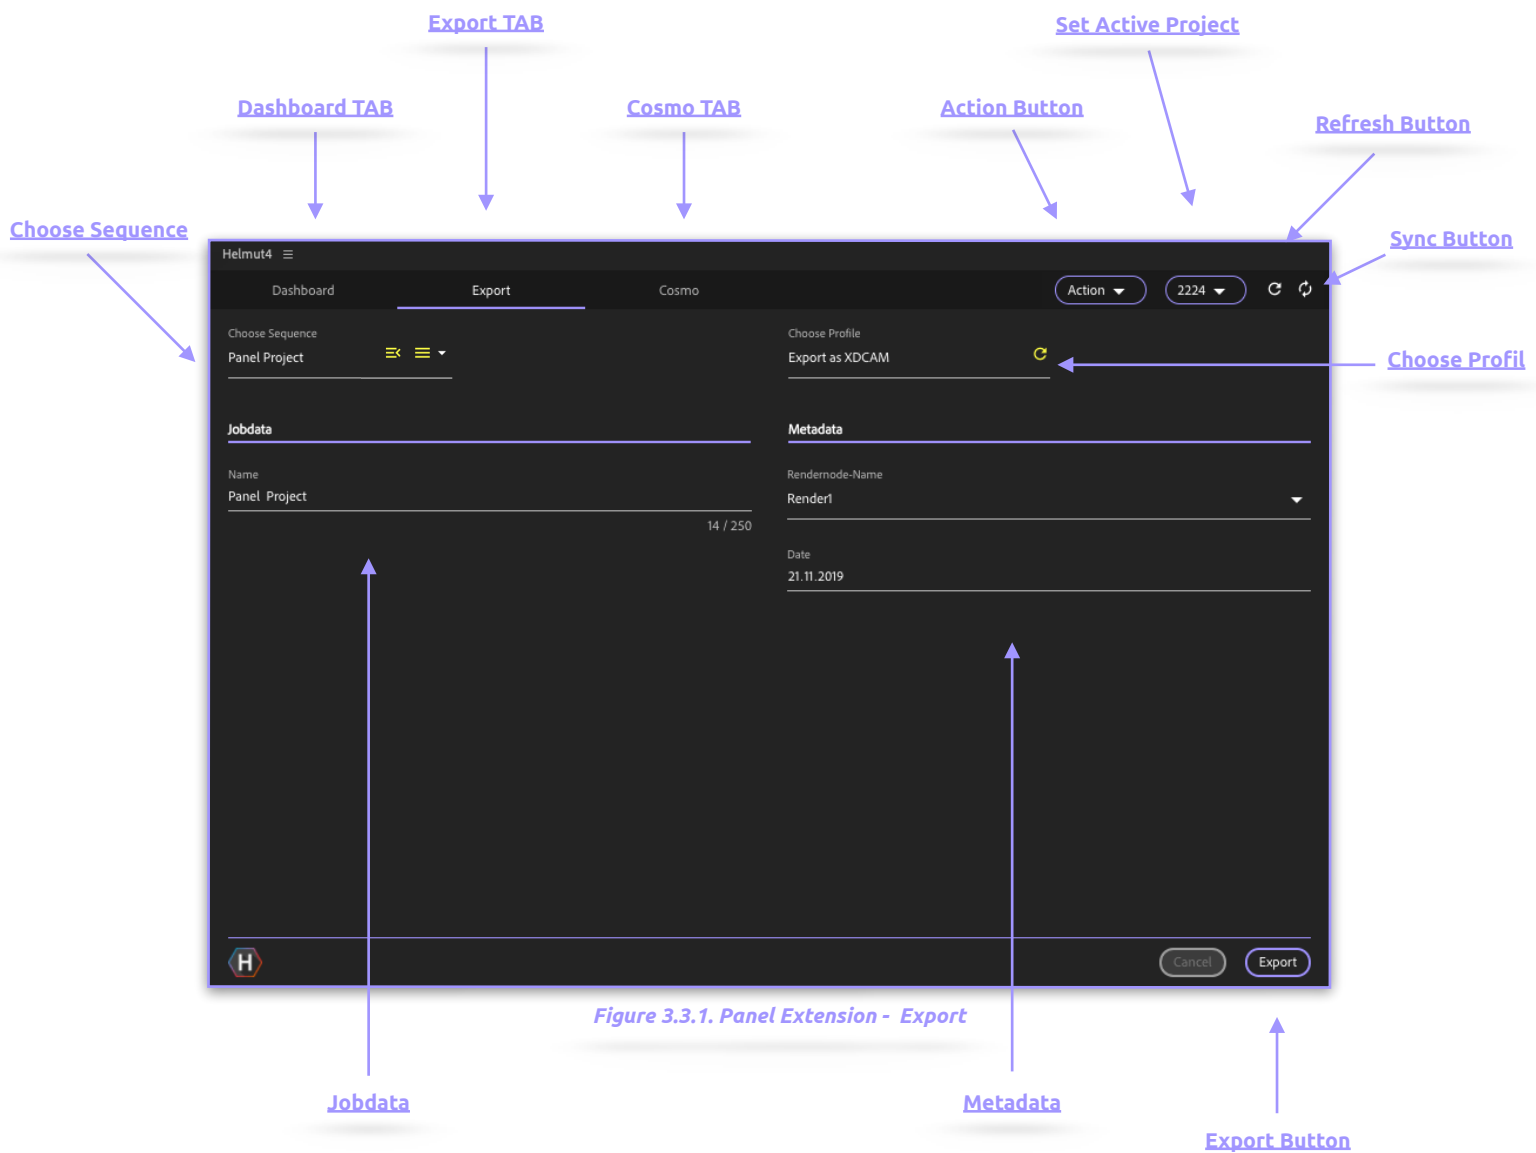 Export TAB
Set Active Project
Dashboard TAB
Cosmo TAB
Action Button
Refresh Button
Choose Sequence
Sync Button
Helmut4
Dashboard
Export
Cosmo
Action
2224
Choose Sequence
Panel Project
Choose Profile
Export as XDCAM
Choose Profil
Jobdata
Metadata
Name
Panel Project
14 / 250
Rendernode-Name
Render1
Date
21.11.2019
H
Cancel
Export
Figure 3.3.1. Panel Extension - Export
Jobdata
Metadada
Export Button